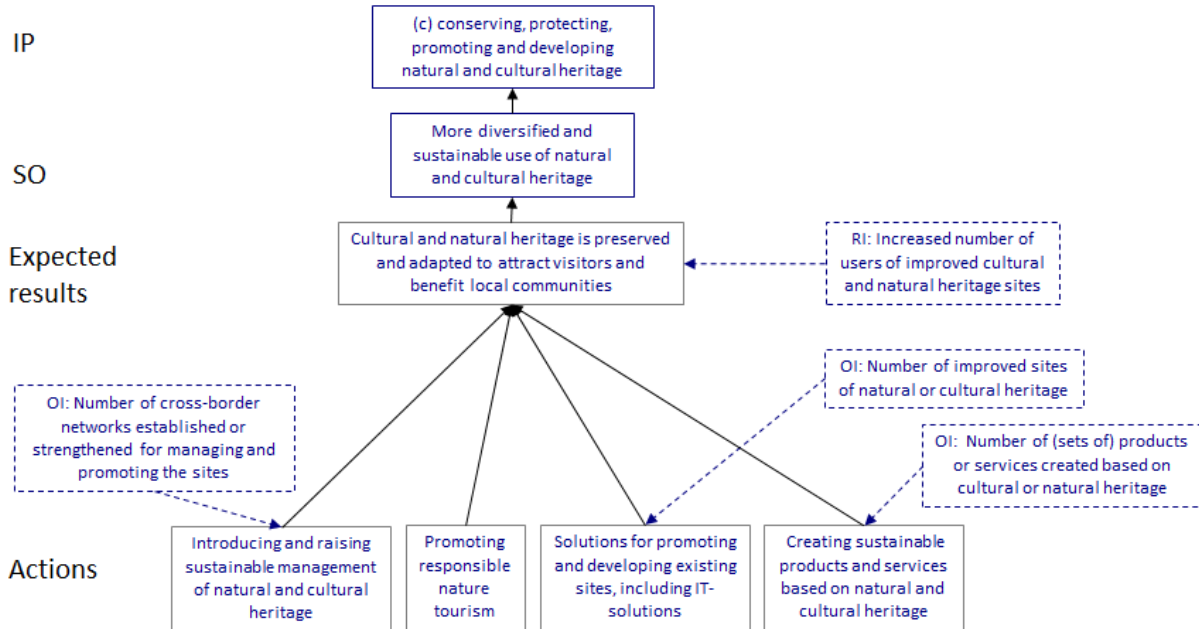 IP
(c) conserving, protecting,
promoting and developing
natural and cultural heritage
SO
More diversified and
sustainable use of natural
and cultural heritage
Expected
results
Cultural and natural heritage is preserved
and adapted to attract visitors and
benefit local communities
RI: Increased number of
users of improved cultural
and natural heritage sites
OI: Number of cross-border
networks established or
strengthened for managing and
promoting the sites
OI: Number of improved sites
of natural or cultural heritage
OI: Number of (sets of) products
or services created based on
cultural or natural heritage
Actions
Introducing and raising
sustainable management
of natural and cultural
heritage
Promoting
responsible
nature
tourism
Solutions for promoting
and developing existing
sites, including IT-
solutions
Creating sustainable
products and services
based on natural and
cultural heritage